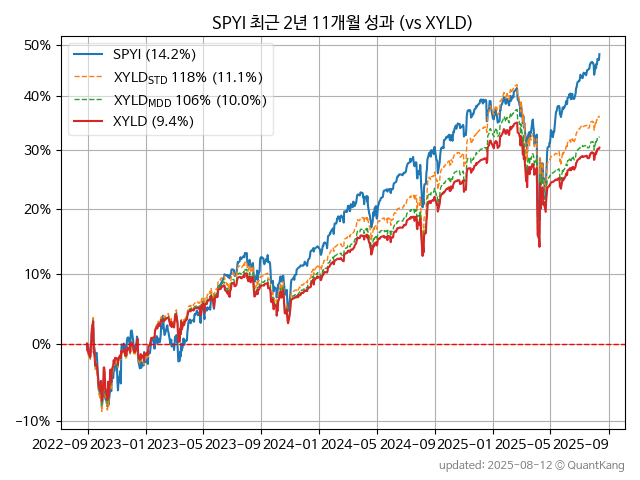 SPYI 최근 2년 11개월 성과 (vs XYLD)
SPYI (14.2%)
XYLD_STD 118% (11.1%)
XYLD_MDD 106% (10.0%)
XYLD (9.4%)
50%
40%
30%
20%
10%
0%
−10%
2022-09 2023-01 2023-05 2023-09 2024-01 2024-05 2024-09 2025-01 2025-05 2025-09
updated: 2025-08-12 © QuantKang